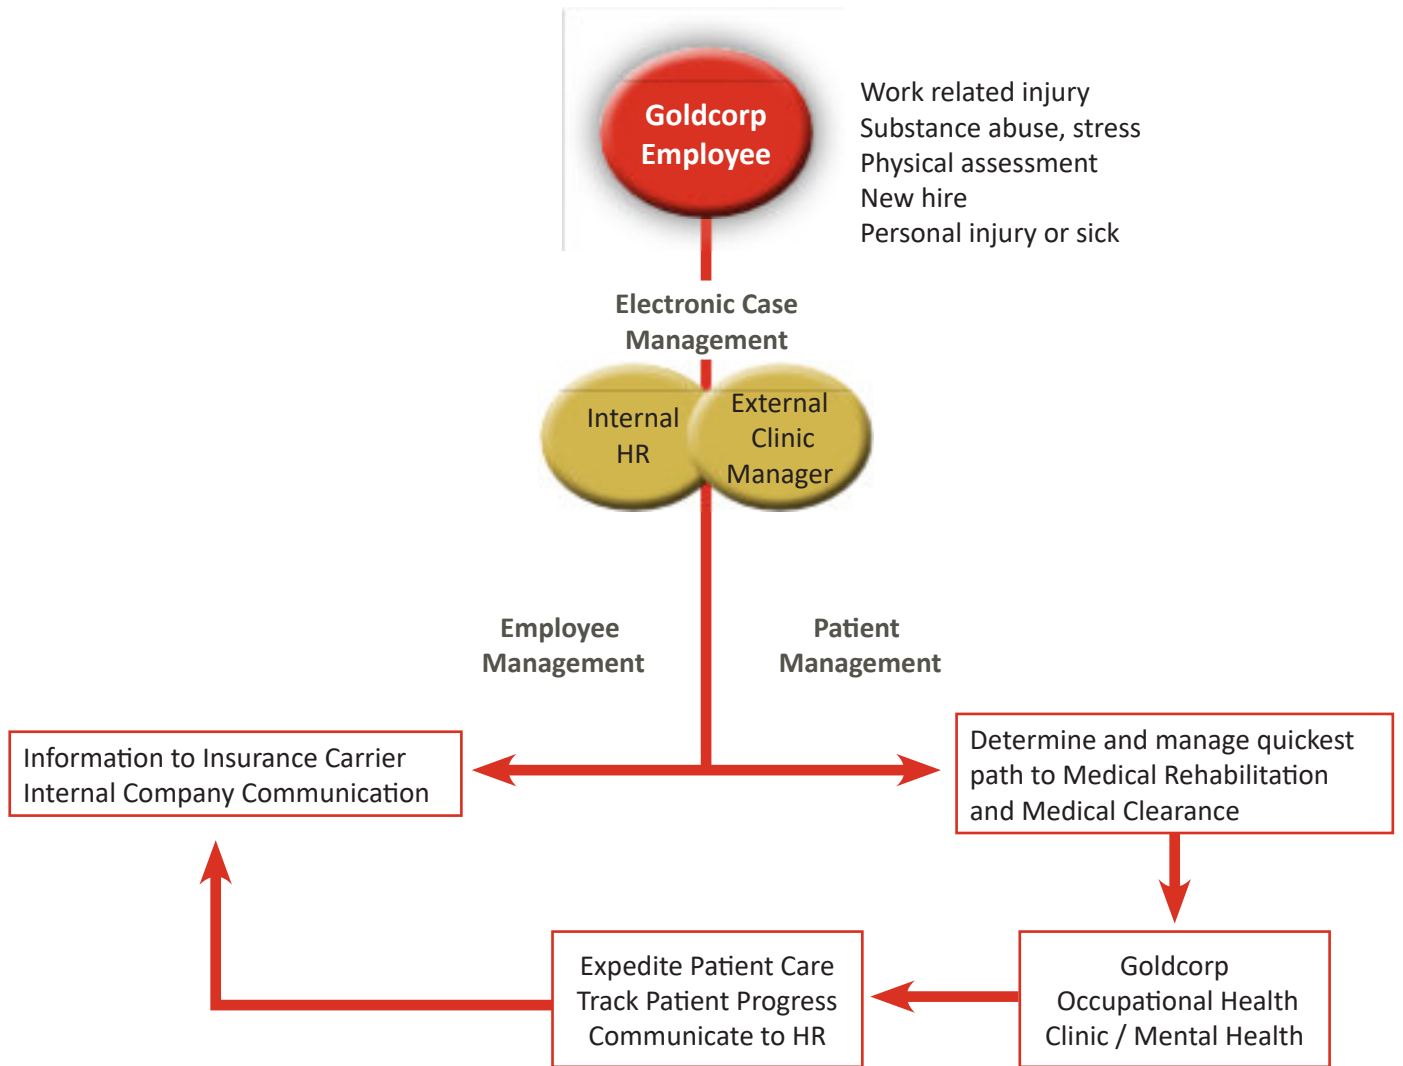 Goldcorp
Employee
Work related injury
Substance abuse, stress
Physical assessment
New hire
Personal injury or sick
Electronic Case
Management
Internal
HR
External
Clinic
Manager
Employee
Management
Patient
Management
Information to Insurance Carrier
Internal Company Communication
Determine and manage quickest
path to Medical Rehabilitation
and Medical Clearance
Expedite Patient Care
Track Patient Progress
Communicate to HR
Goldcorp
Occupational Health
Clinic / Mental Health